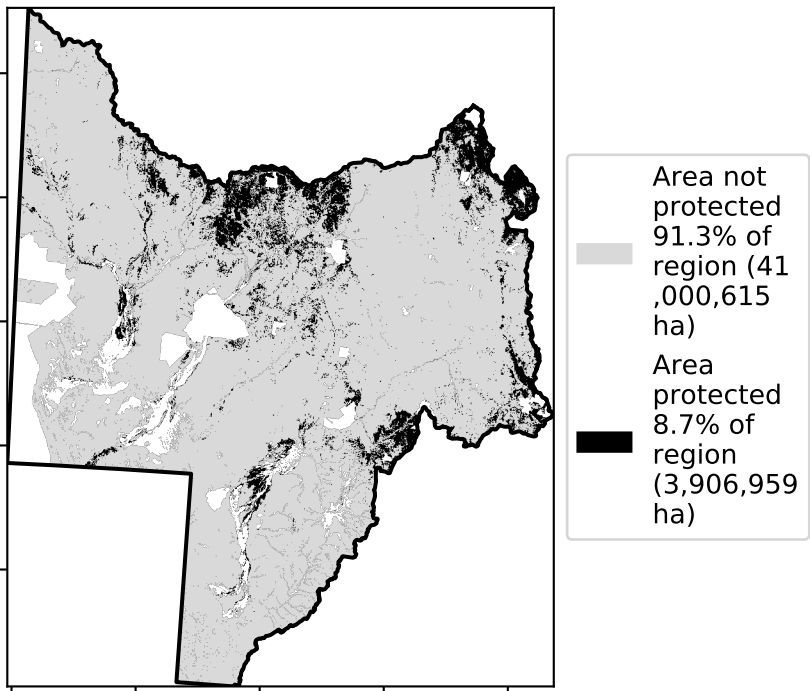 Area not
protected
91.3% of
region (41
,000,615
ha)
Area
protected
8.7% of
region
(3,906,959
ha)